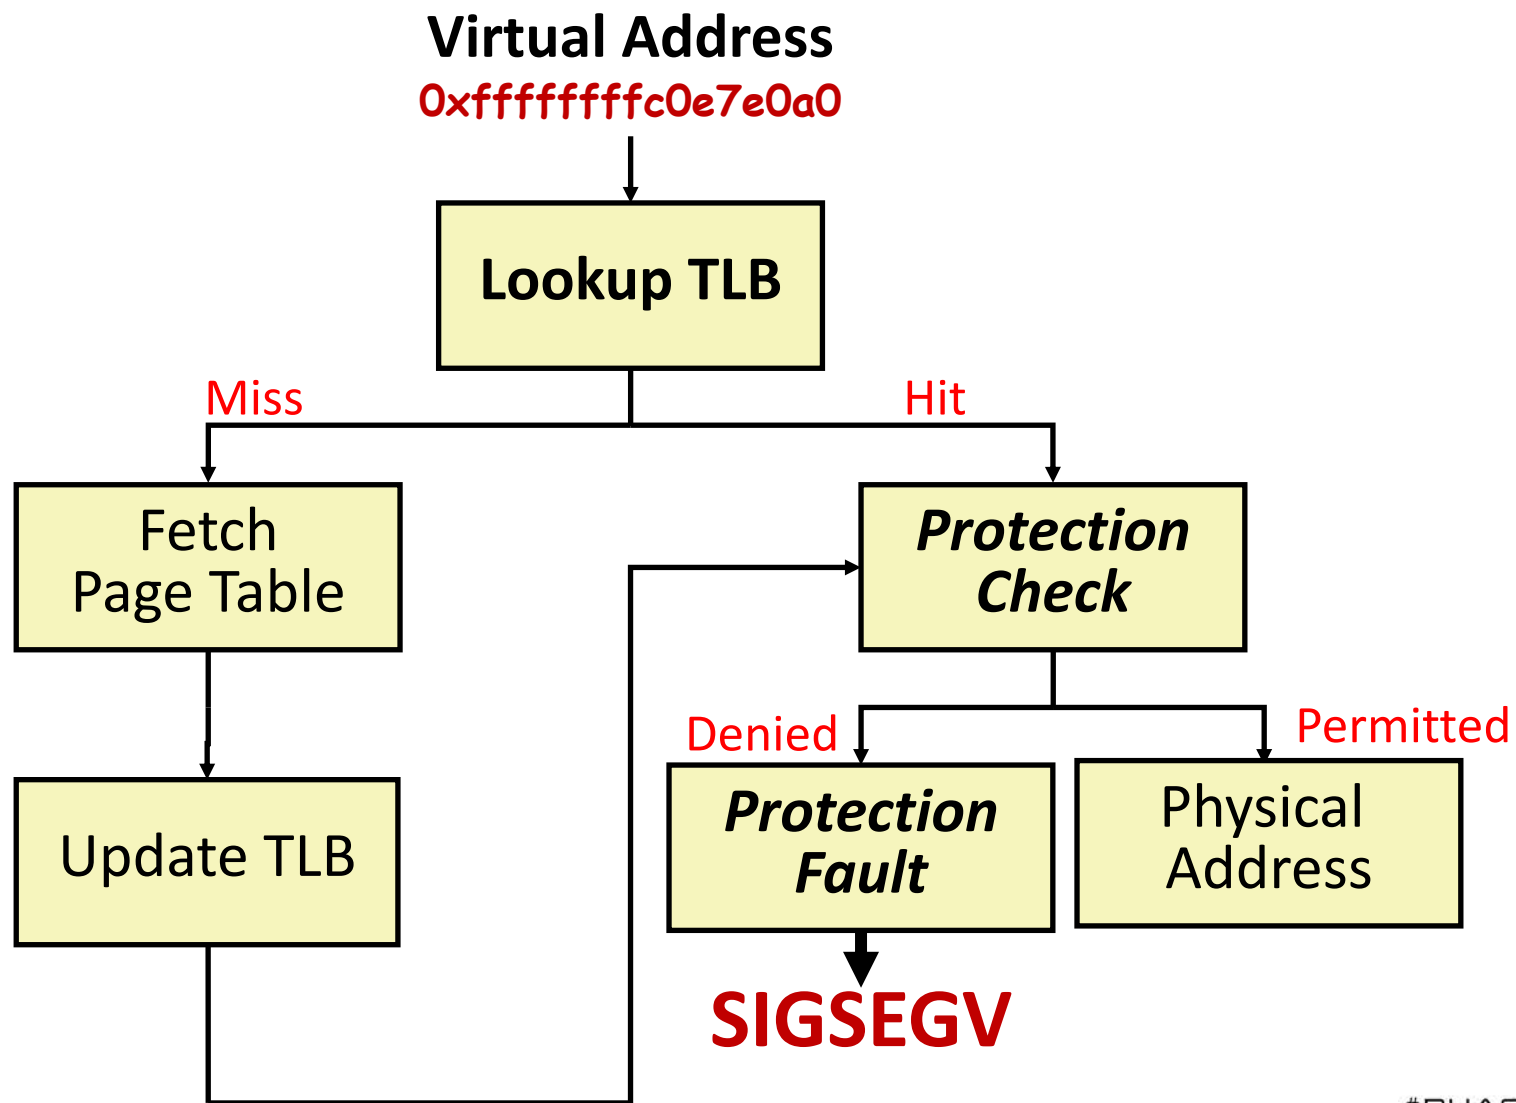 Virtual Address
0xffffffffc0e7e0a0
Lookup TLB
Miss
Hit
Fetch
Page Table
Protection
Check
Denied
Permitted
Update TLB
Protection
Fault
Physical
Address
SIGSEGV